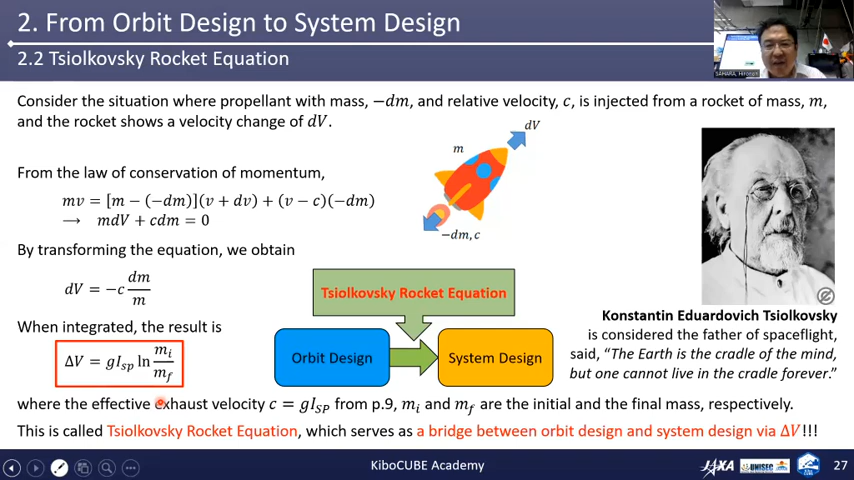 2. From Orbit Design to System Design
2.2 Tsiolkovsky Rocket Equation
SAHARA, Hironori
Consider the situation where propellant with mass, −dm, and relative velocity, c, is injected from a rocket of mass, m,
and the rocket shows a velocity change of dV.
From the law of conservation of momentum,
mv = [m − (−dm)](v + dv) + (v − c)(−dm)
→ mdV + cdm = 0
By transforming the equation, we obtain
dV = −c dm/m
When integrated, the result is
ΔV = gI_sp ln m_i/m_f
m
dV
−dm, c
Tsiolkovsky Rocket Equation
Orbit Design
System Design
Konstantin Eduardovich Tsiolkovsky
is considered the father of spaceflight,
said, “The Earth is the cradle of the mind,
but one cannot live in the cradle forever.”
where the effective exhaust velocity c = gI_SP from p.9, m_i and m_f are the initial and the final mass, respectively.
This is called Tsiolkovsky Rocket Equation, which serves as a bridge between orbit design and system design via ΔV!!!
KiboCUBE Academy
JAXA
UNISEC
27